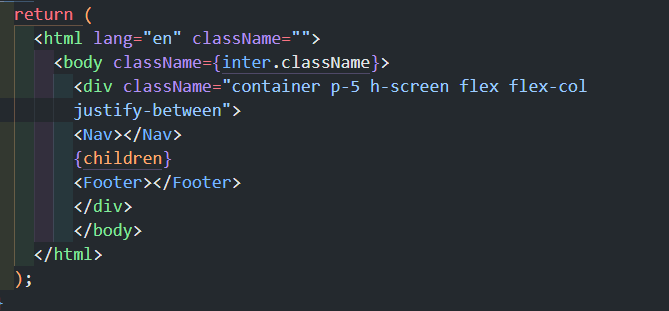 return (
<html lang="en" className="">
<body className={inter.className}>
<div className="container p-5 h-screen flex flex-col
justify-between">
<Nav></Nav>
{children}
<Footer></Footer>
</div>
</body>
</html>
);